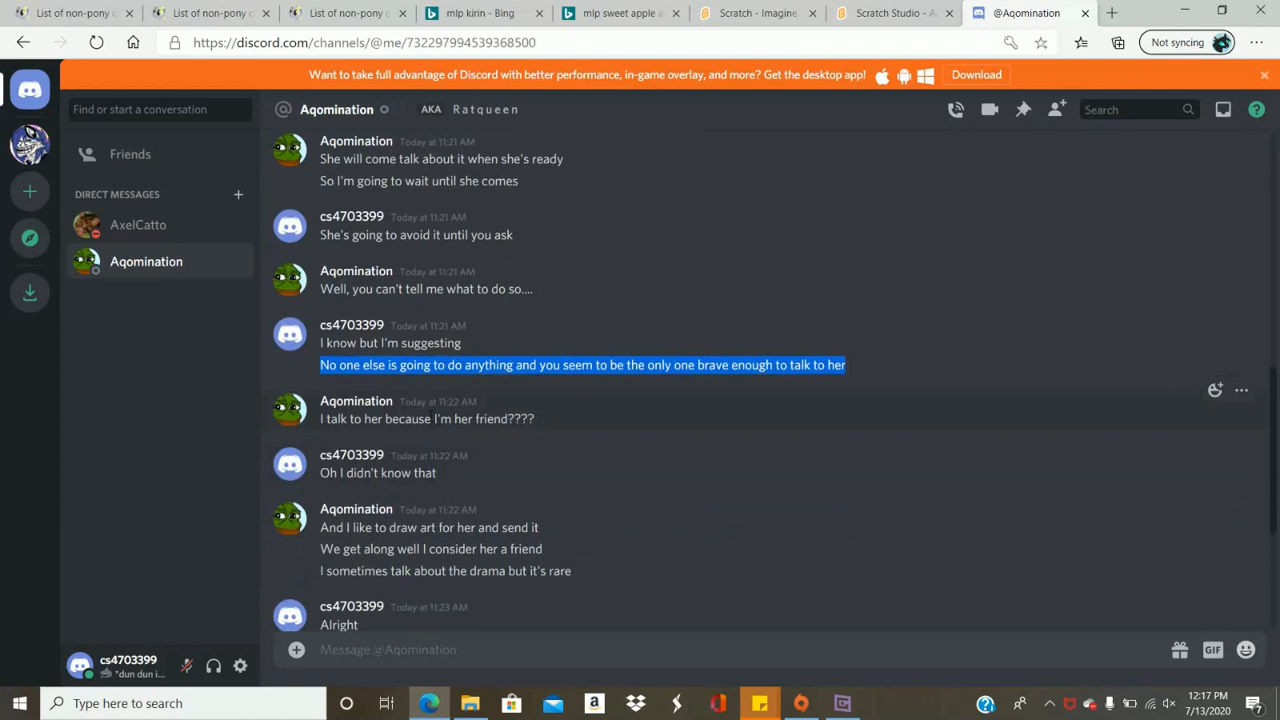 List of non-pony c
List of non-pony c
List of non-pony c
mlp kirin - Bing
mlp sweet apple a
Scratch - Imagine,
Scratch Studio - A
@Aqomination
https://discord.com/channels/@me/732297994539368500
Not syncing
Want to take full advantage of Discord with better performance, in-game overlay, and more? Get the desktop app!
Download
Find or start a conversation
Aqomination
AKA Ratqueen
Search
Friends
DIRECT MESSAGES
AxelCatto
Aqomination
Aqomination Today at 11:21 AM
She will come talk about it when she's ready
So I'm going to wait until she comes
cs4703399 Today at 11:21 AM
She's going to avoid it until you ask
Aqomination Today at 11:21 AM
Well, you can't tell me what to do so....
cs4703399 Today at 11:21 AM
I know but I'm suggesting
No one else is going to do anything and you seem to be the only one brave enough to talk to her
Aqomination Today at 11:22 AM
I talk to her because I'm her friend????
cs4703399 Today at 11:22 AM
Oh I didn't know that
Aqomination Today at 11:22 AM
And I like to draw art for her and send it
We get along well I consider her a friend
I sometimes talk about the drama but it's rare
cs4703399 Today at 11:23 AM
Alright
Message @Aqomination
GIF
cs4703399
*dun dun i...
Type here to search
12:17 PM
7/13/2020
7